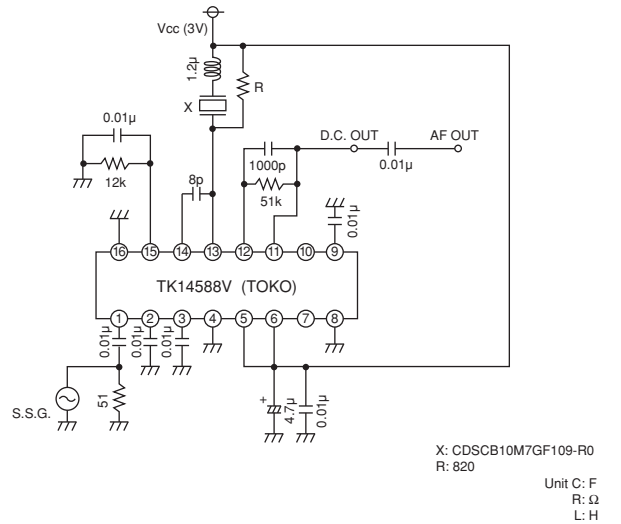 Vcc (3V)
1.2μ
R
X
0.01μ
12k
8p
1000p
51k
D.C. OUT
AF OUT
0.01μ
0.01μ
16 15 14 13 12 11 10 9
TK14588V (TOKO)
1 2 3 4 5 6 7 8
0.01μ
0.01μ
0.01μ
S.S.G.
51
+
4.7μ
0.01μ
X: CDSCB10M7GF109-R0
R: 820
Unit C: F
R: Ω
L: H